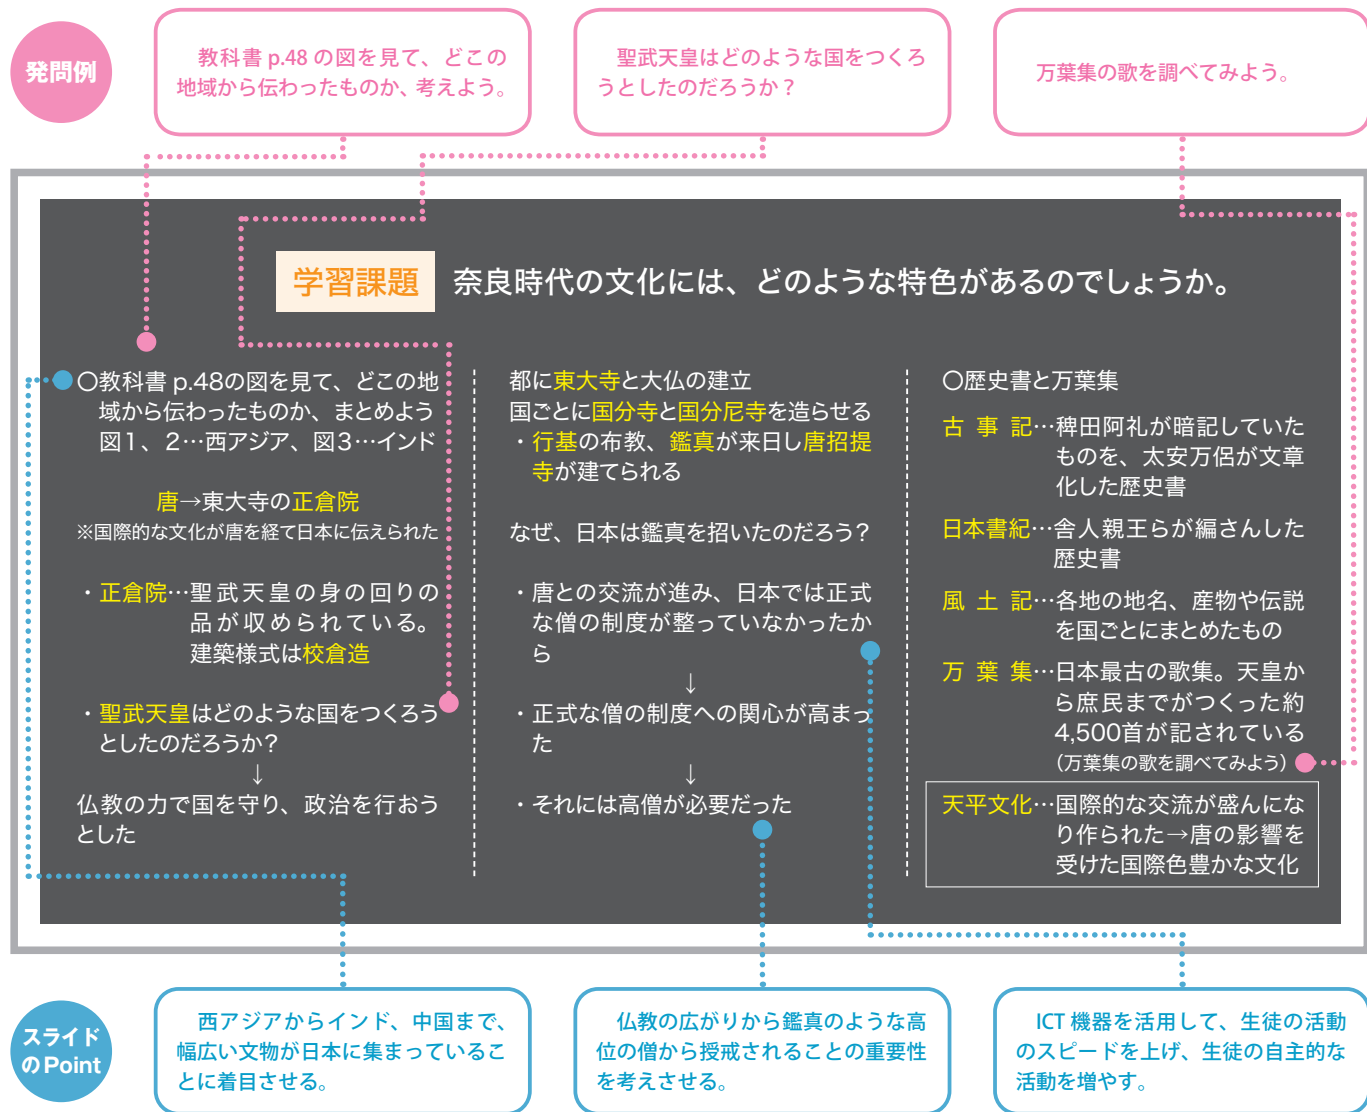 発問例
教科書 p.48 の図を見て、どこの
地域から伝わったものか、考えよう。
聖武天皇はどのような国をつくろ
うとしたのだろうか？
万葉集の歌を調べてみよう。
学習課題 奈良時代の文化には、どのような特色があるのでしょうか。
〇教科書 p.48の図を見て、どこの地
域から伝わったものか、まとめよう
図1、2…西アジア、図3…インド
唐→東大寺の正倉院
※国際的な文化が唐を経て日本に伝えられた
・正倉院…聖武天皇の身の回りの
品が収められている。
建築様式は校倉造
・聖武天皇はどのような国をつくろう
としたのだろうか？
↓
仏教の力で国を守り、政治を行おう
とした
都に東大寺と大仏の建立
国ごとに国分寺と国分尼寺を造らせる
・行基の布教、鑑真が来日し唐招提
寺が建てられる
なぜ、日本は鑑真を招いたのだろう？
・唐との交流が進み、日本では正式
な僧の制度が整っていなかったか
ら
↓
・正式な僧の制度への関心が高まっ
た
↓
・それには高僧が必要だった
〇歴史書と万葉集
古事記…稗田阿礼が暗記していた
ものを、太安万侶が文章
化した歴史書
日本書紀…舎人親王らが編さんした
歴史書
風土記…各地の地名、産物や伝説
を国ごとにまとめたもの
万葉集…日本最古の歌集。天皇か
ら庶民までがつくった約
4,500首が記されている
（万葉集の歌を調べてみよう）
天平文化…国際的な交流が盛んにな
り作られた→唐の影響を
受けた国際色豊かな文化
スライド
のPoint
西アジアからインド、中国まで、
幅広い文物が日本に集まっているこ
とに着目させる。
仏教の広がりから鑑真のような高
位の僧から授戒されることの重要性
を考えさせる。
ICT 機器を活用して、生徒の活動
のスピードを上げ、生徒の自主的な
活動を増やす。